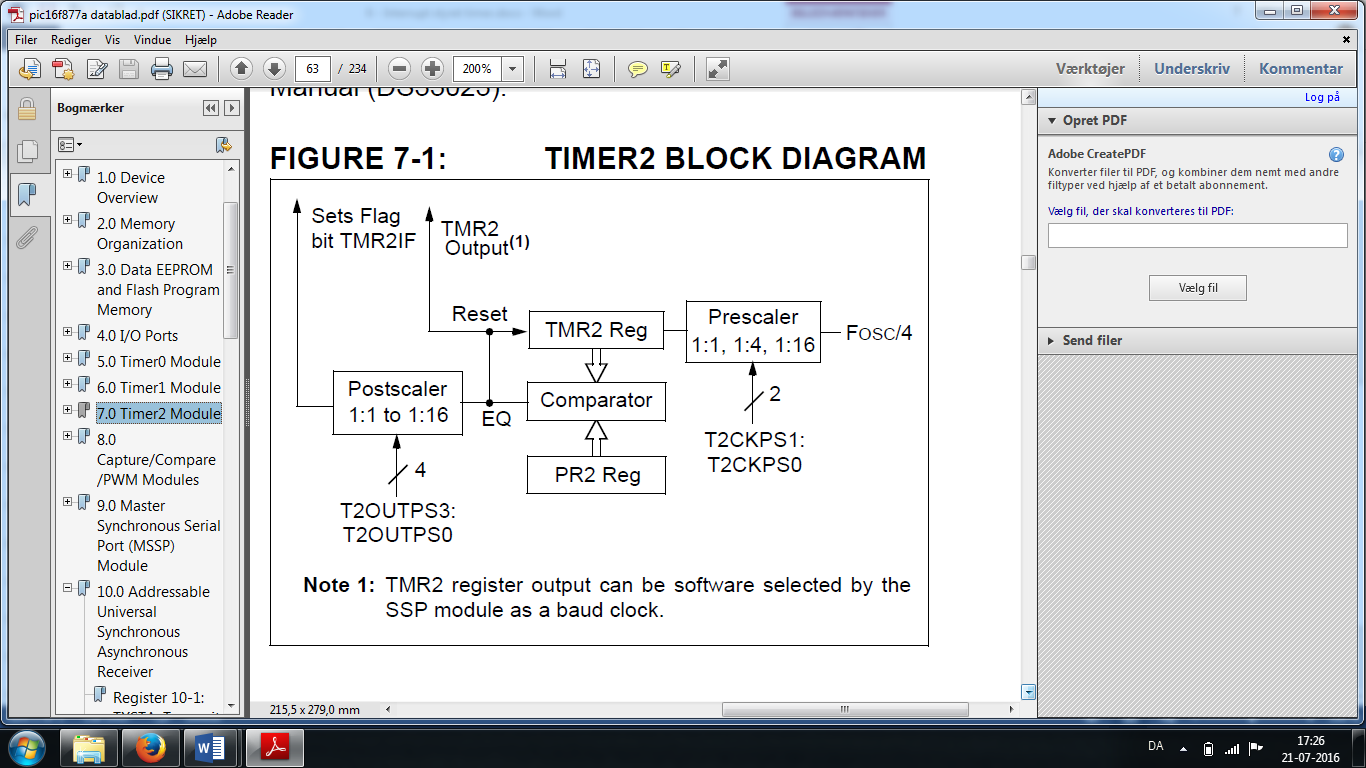 pic16f877a datablad.pdf (SIKRET) - Adobe Reader
Filer Rediger Vis Vindue Hjælp
63 / 234 200% Værktøjer Underskriv Kommentar
Log på
Bogmærker
1.0 Device
Overview
2.0 Memory
Organization
3.0 Data EEPROM
and Flash Program
Memory
4.0 I/O Ports
5.0 Timer0 Module
6.0 Timer1 Module
7.0 Timer2 Module
8.0
Capture/Compare
/PWM Modules
9.0 Master
Synchronous Serial
Port (MSSP)
Module
10.0 Addressable
Universal
Synchronous
Asynchronous
Receiver
Register 10-1:
Manual (DS33023).
FIGURE 7-1: TIMER2 BLOCK DIAGRAM
Sets Flag
bit TMR2IF
TMR2
Output(1)
Reset
TMR2 Reg
Prescaler
1:1, 1:4, 1:16
FOSC/4
Postscaler
1:1 to 1:16
EQ
Comparator
2
T2CKPS1:
T2CKPS0
4
PR2 Reg
T2OUTPS3:
T2OUTPS0
Note 1: TMR2 register output can be software selected by the
SSP module as a baud clock.
215,5 x 279,0 mm
Opret PDF
Adobe CreatePDF
Konverter filer til PDF, og kombiner dem nemt med andre
filtyper ved hjælp af et betalt abonnement.
Vælg fil, der skal konverteres til PDF:
Vælg fil
Send filer
DA
17:26
21-07-2016